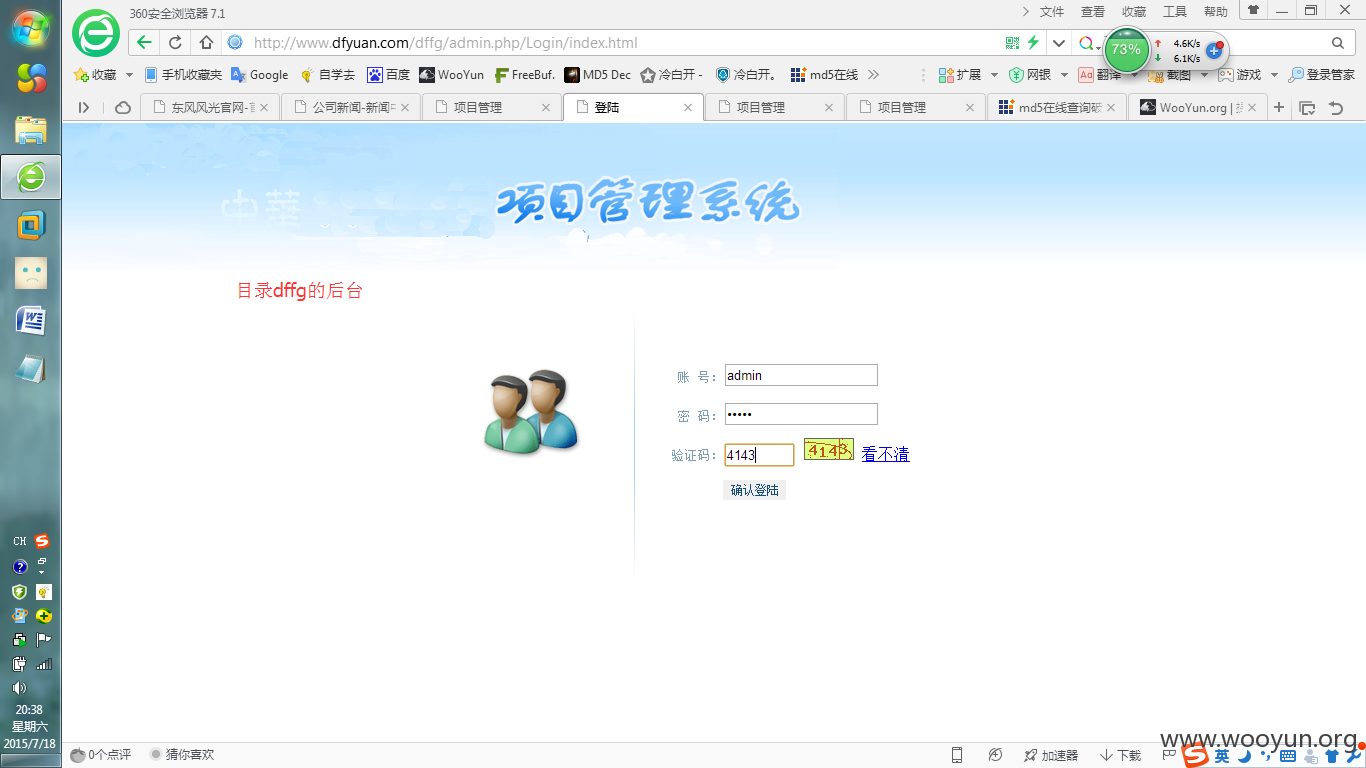 360安全浏览器 7.1
文件 查看 收藏 工具 帮助
http://www.dfyuan.com/dffg/admin.php/Login/index.html
73% 4.6K/s
6.1K/s
收藏 手机收藏夹 Google 自学去 百度 WooYun FreeBuf. MD5 Dec 冷白开 - 冷白开。 md5在线 扩展 网银 翻译 截图 游戏 登录管家
东风风光官网- 公司新闻-新闻中 项目管理 登陆 项目管理 项目管理 md5在线查询破 WooYun.org |
中華
项目管理系统
目录dffg的后台
账 号： admin
密 码： •••••
验证码： 4143 4143 看不清
确认登陆
CH
20:38
星期六
2015/7/18
0个点评 猜你喜欢 加速器 下载
www.wooyun.org
英